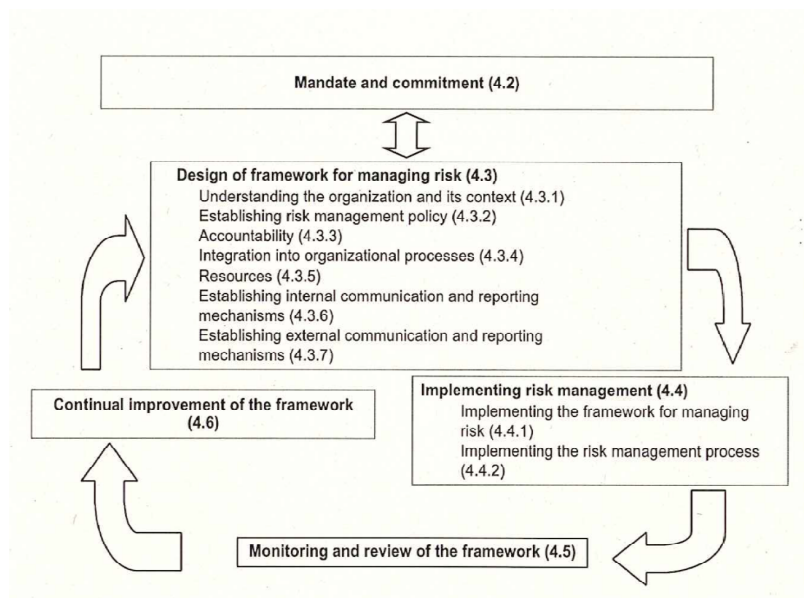 Mandate and commitment (4.2)
Design of framework for managing risk (4.3)
Understanding the organization and its context (4.3.1)
Establishing risk management policy (4.3.2)
Accountability (4.3.3)
Integration into organizational processes (4.3.4)
Resources (4.3.5)
Establishing internal communication and reporting
mechanisms (4.3.6)
Establishing external communication and reporting
mechanisms (4.3.7)
Implementing risk management (4.4)
Implementing the framework for managing
risk (4.4.1)
Implementing the risk management process
(4.4.2)
Continual improvement of the framework
(4.6)
Monitoring and review of the framework (4.5)